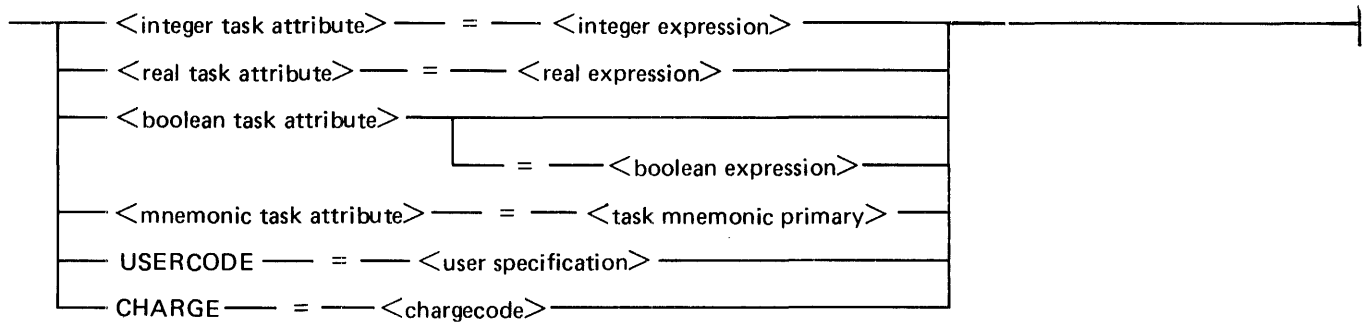 <integer task attribute> = <integer expression>
<real task attribute> = <real expression>
<boolean task attribute>
= <boolean expression>
<mnemonic task attribute> = <task mnemonic primary>
USERCODE = <user specification>
CHARGE = <chargecode>